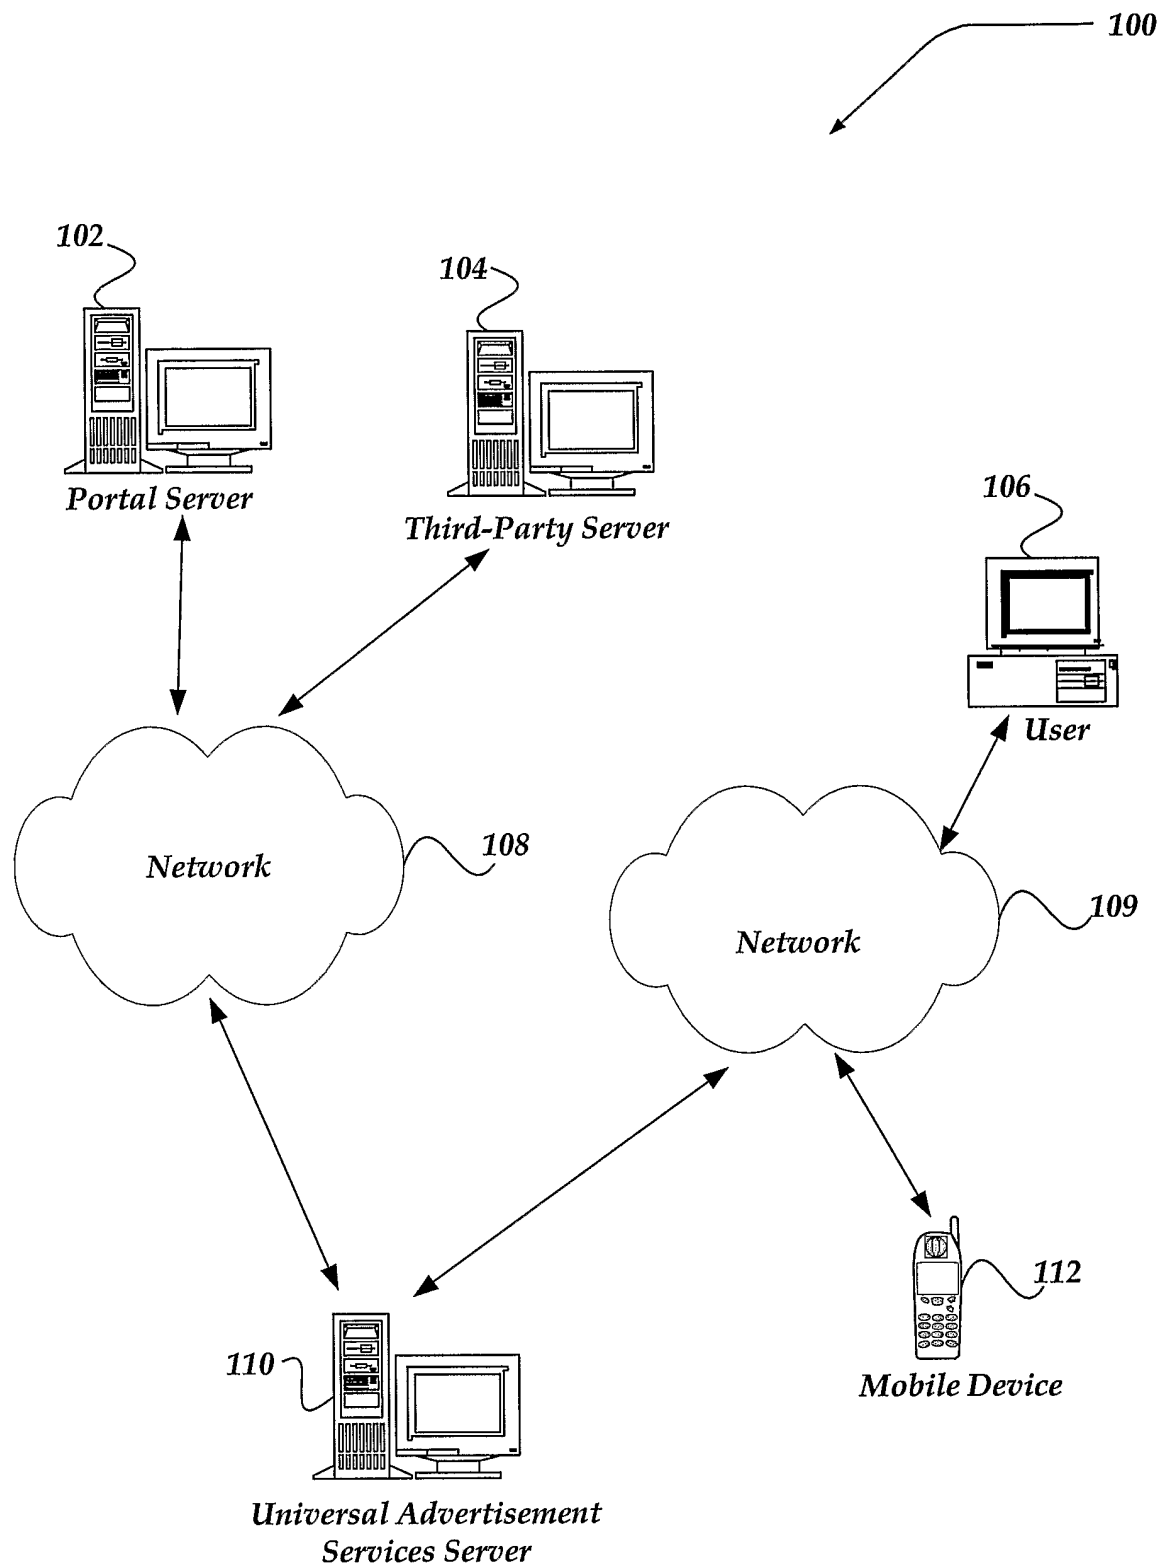 100
102
104
Portal Server
Third-Party Server
106
User
108
Network
109
Network
110
112
Mobile Device
Universal Advertisement
Services Server